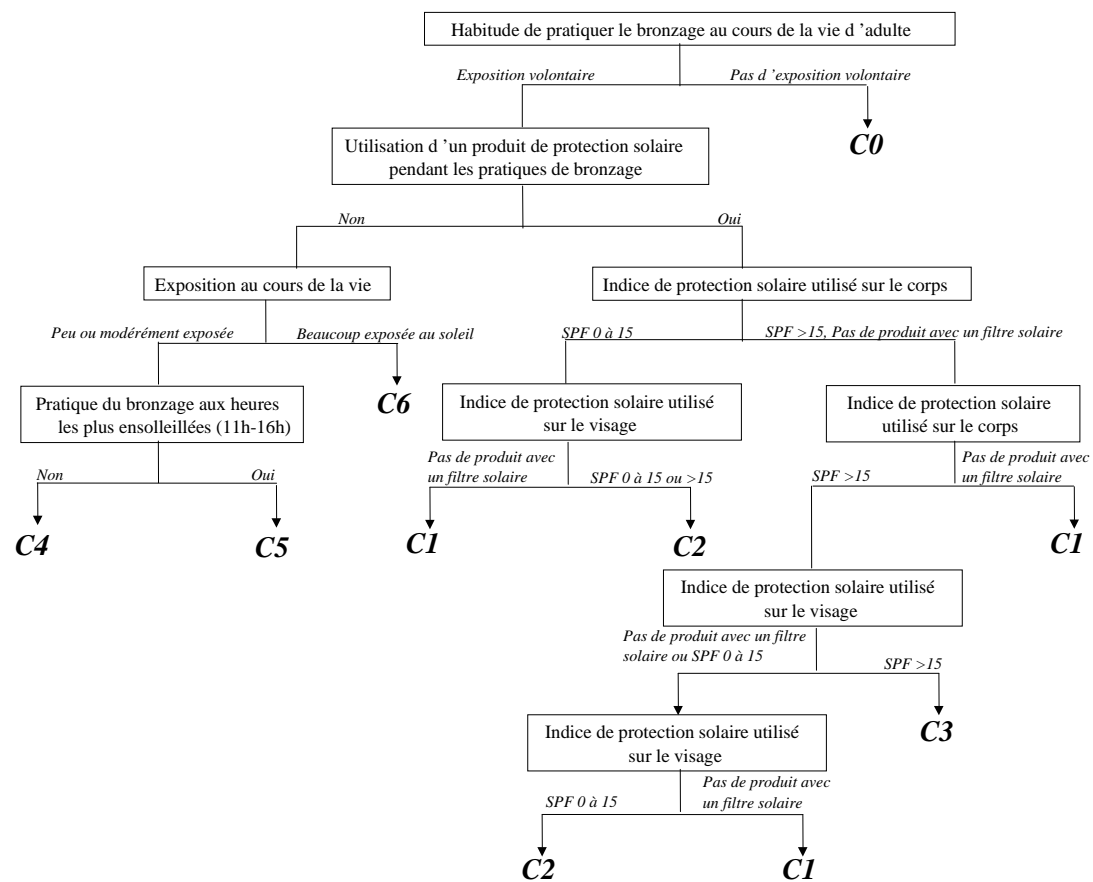 Habitude de pratiquer le bronzage au cours de la vie d 'adulte
Exposition volontaire
Pas d 'exposition volontaire
C0
Utilisation d 'un produit de protection solaire
pendant les pratiques de bronzage
Non
Oui
Exposition au cours de la vie
Indice de protection solaire utilisé sur le corps
Peu ou modérément exposée
Beaucoup exposée au soleil
SPF 0 à 15
SPF >15, Pas de produit avec un filtre solaire
C6
Pratique du bronzage aux heures
les plus ensolleillées (11h-16h)
Indice de protection solaire utilisé
sur le visage
Indice de protection solaire
utilisé sur le corps
Non
Oui
Pas de produit avec
un filtre solaire
SPF 0 à 15 ou >15
SPF >15
Pas de produit avec
un filtre solaire
C4
C5
C1
C2
C1
Indice de protection solaire utilisé
sur le visage
Pas de produit avec un filtre
solaire ou SPF 0 à 15
SPF >15
C3
Indice de protection solaire utilisé
sur le visage
SPF 0 à 15
Pas de produit avec
un filtre solaire
C2
C1